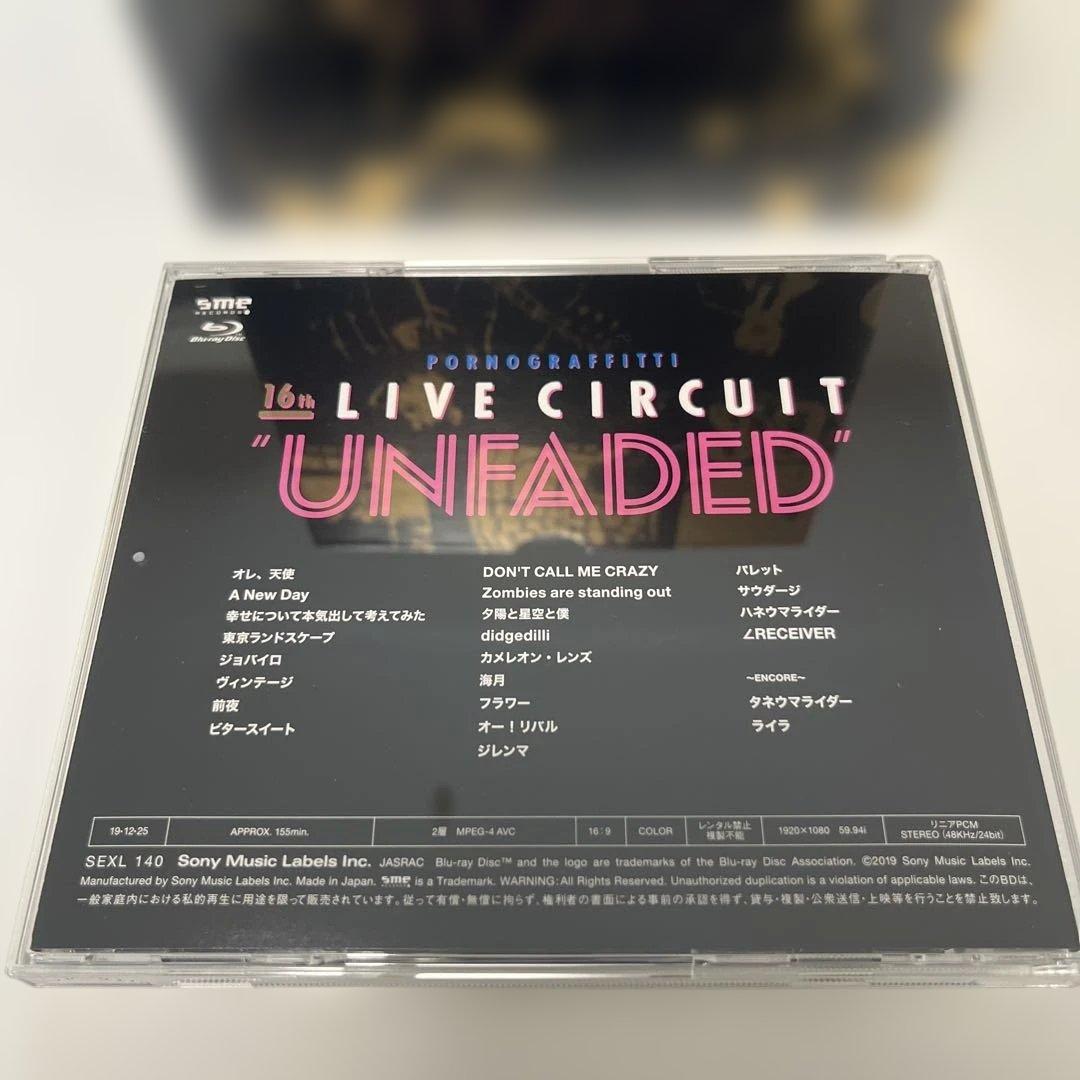 sme
RECORDS
Blu-ray Disc
PORNOGRAFFITTI
16th LIVE CIRCUIT
"UNFADED"
オレ、天使
A New Day
幸せについて本気出して考えてみた
東京ランドスケープ
ジョバイロ
ヴィンテージ
前夜
ビタースイート
DON'T CALL ME CRAZY
Zombies are standing out
夕陽と星空と僕
didgedilli
カメレオン・レンズ
海月
フラワー
オー！リバル
ジレンマ
パレット
サウダージ
ハネウマライダー
∠RECEIVER
～ENCORE～
タネウマライダー
ライラ
19·12·25
APPROX. 155min.
2層 MPEG-4 AVC
16:9
COLOR
レンタル禁止
複製不能
1920×1080 59.94i
リニアPCM
STEREO (48KHz/24bit)
SEXL 140 Sony Music Labels Inc. JASRAC Blu-ray Disc™ and the logo are trademarks of the Blu-ray Disc Association. ©2019 Sony Music Labels Inc.
Manufactured by Sony Music Labels Inc. Made in Japan. sme is a Trademark. WARNING: All Rights Reserved. Unauthorized duplication is a violation of applicable laws. このBDは、
一般家庭内における私的再生に用途を限って販売されています。従って有償・無償に拘らず、権利者の書面による事前の承認を得ず、貸与・複製・公衆送信・上映等を行うことを禁止致します。